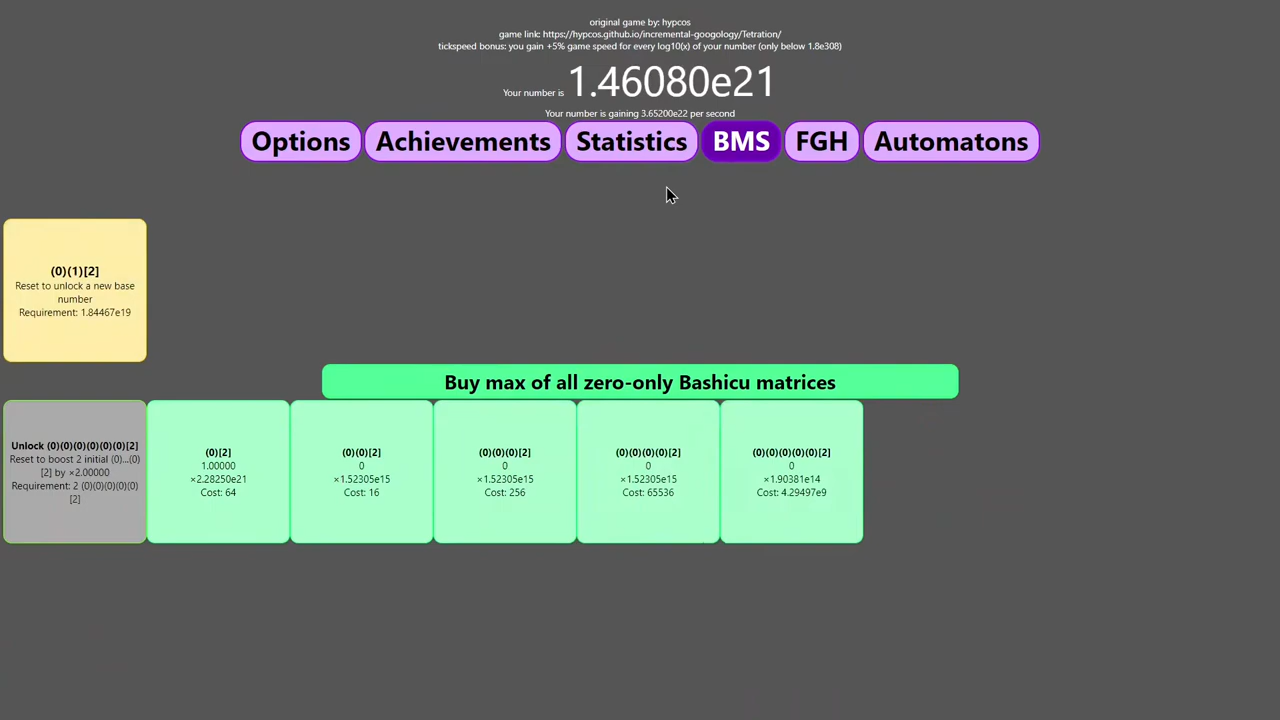 original game by: hypcos
game link: https://hypcos.github.io/incremental-googology/Tetration/
tickspeed bonus: you gain +5% game speed for every log10(x) of your number (only below 1.8e308)
Your number is 1.46080e21
Your number is gaining 3.65200e22 per second
Options Achievements Statistics BMS FGH Automatons
(0)(1)[2]
Reset to unlock a new base
number
Requirement: 1.84467e19
Buy max of all zero-only Bashicu matrices
Unlock (0)(0)(0)(0)(0)(0)[2]
Reset to boost 2 initial (0)...(0)
[2] by ×2.00000
Requirement: 2 (0)(0)(0)(0)(0)
[2]
(0)[2]
1.00000
×2.28250e21
Cost: 64
(0)(0)[2]
0
×1.52305e15
Cost: 16
(0)(0)(0)[2]
0
×1.52305e15
Cost: 256
(0)(0)(0)(0)[2]
0
×1.52305e15
Cost: 65536
(0)(0)(0)(0)(0)[2]
0
×1.90381e14
Cost: 4.29497e9